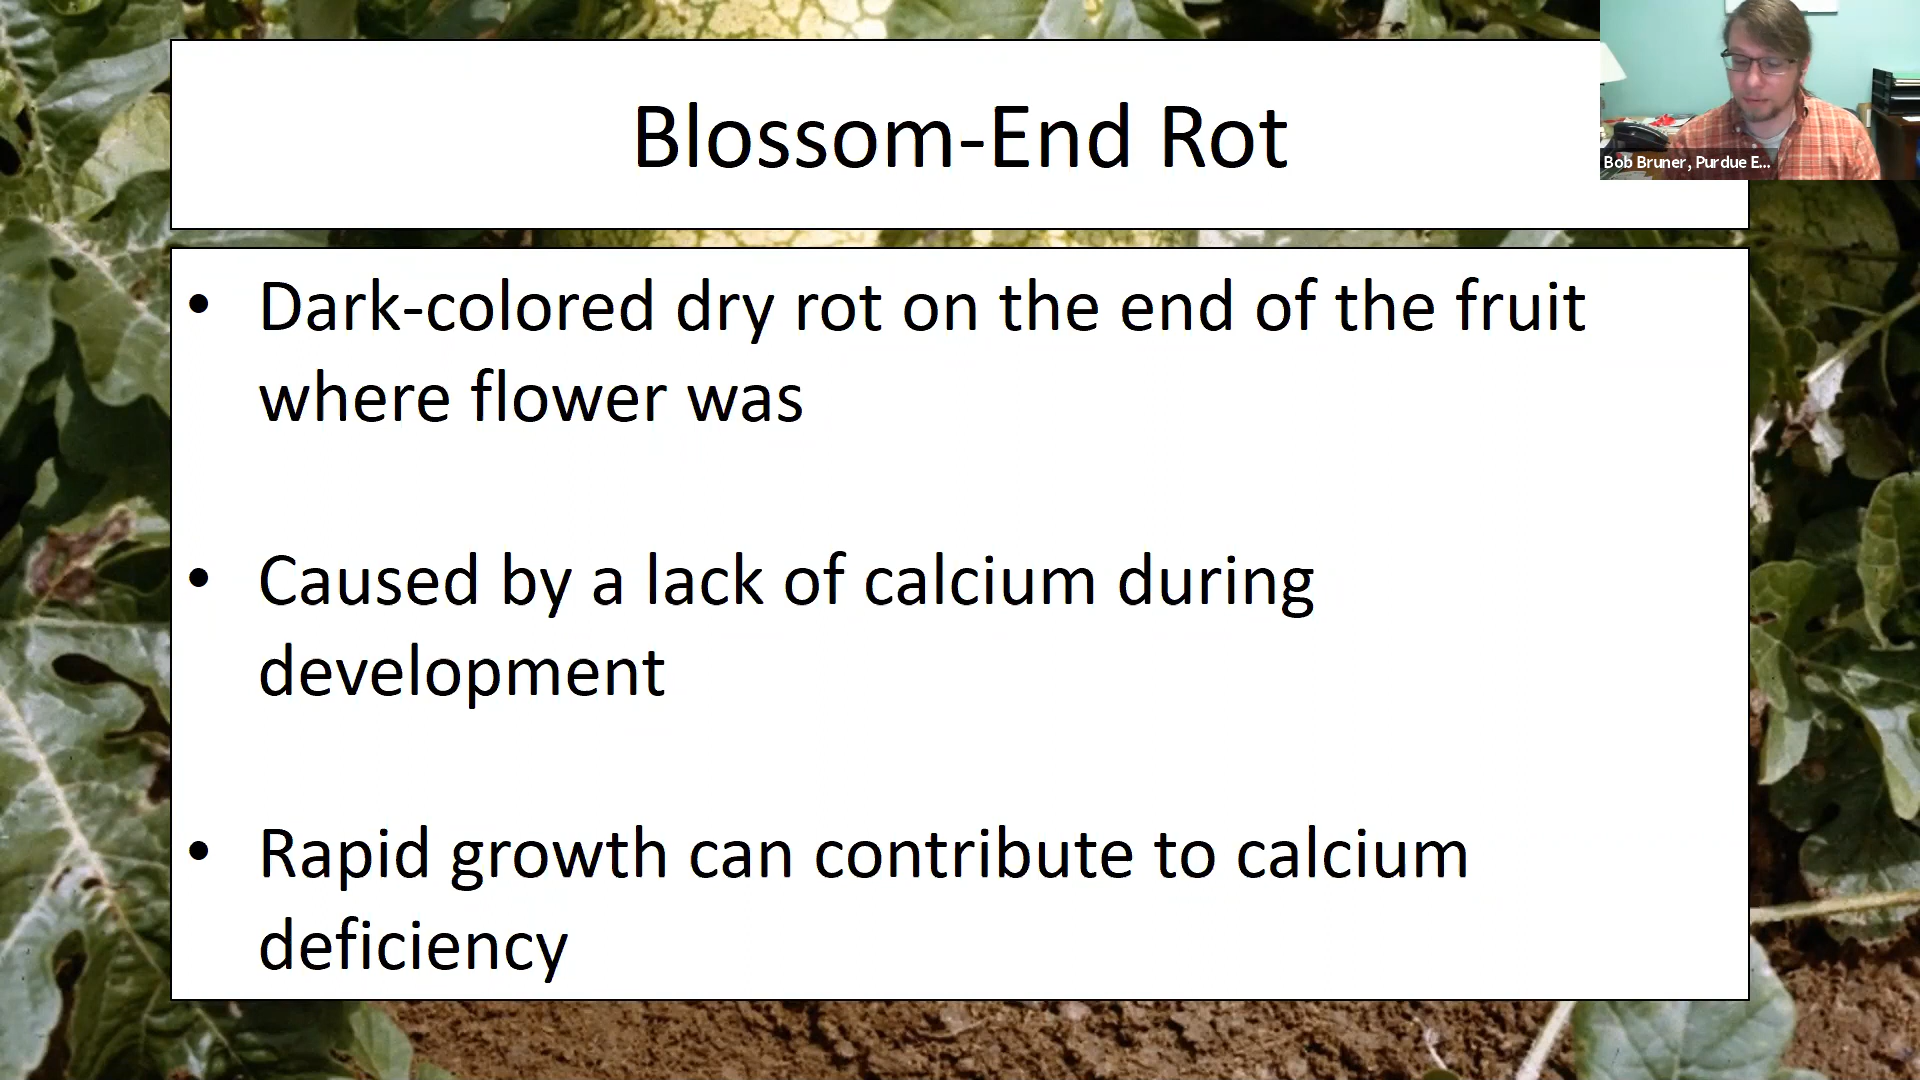 Blossom-End Rot
Bob Bruner, Purdue E...
• Dark-colored dry rot on the end of the fruit
where flower was
• Caused by a lack of calcium during
development
• Rapid growth can contribute to calcium
deficiency